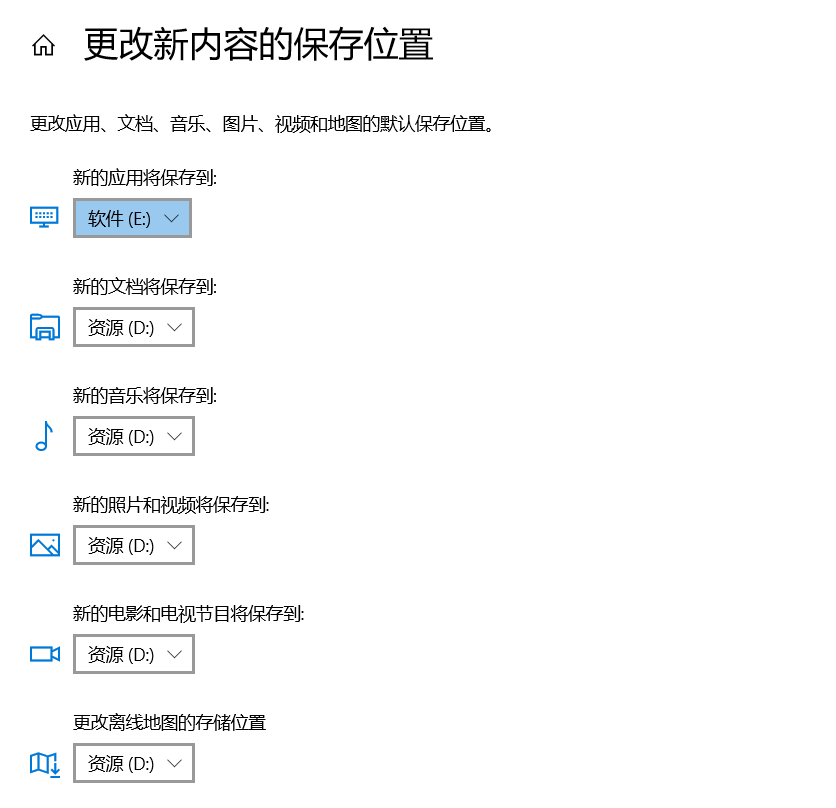 更改新内容的保存位置
更改应用、文档、音乐、图片、视频和地图的默认保存位置。
新的应用将保存到:
软件 (E:)
新的文档将保存到:
资源 (D:)
新的音乐将保存到:
资源 (D:)
新的照片和视频将保存到:
资源 (D:)
新的电影和电视节目将保存到:
资源 (D:)
更改离线地图的存储位置
资源 (D:)